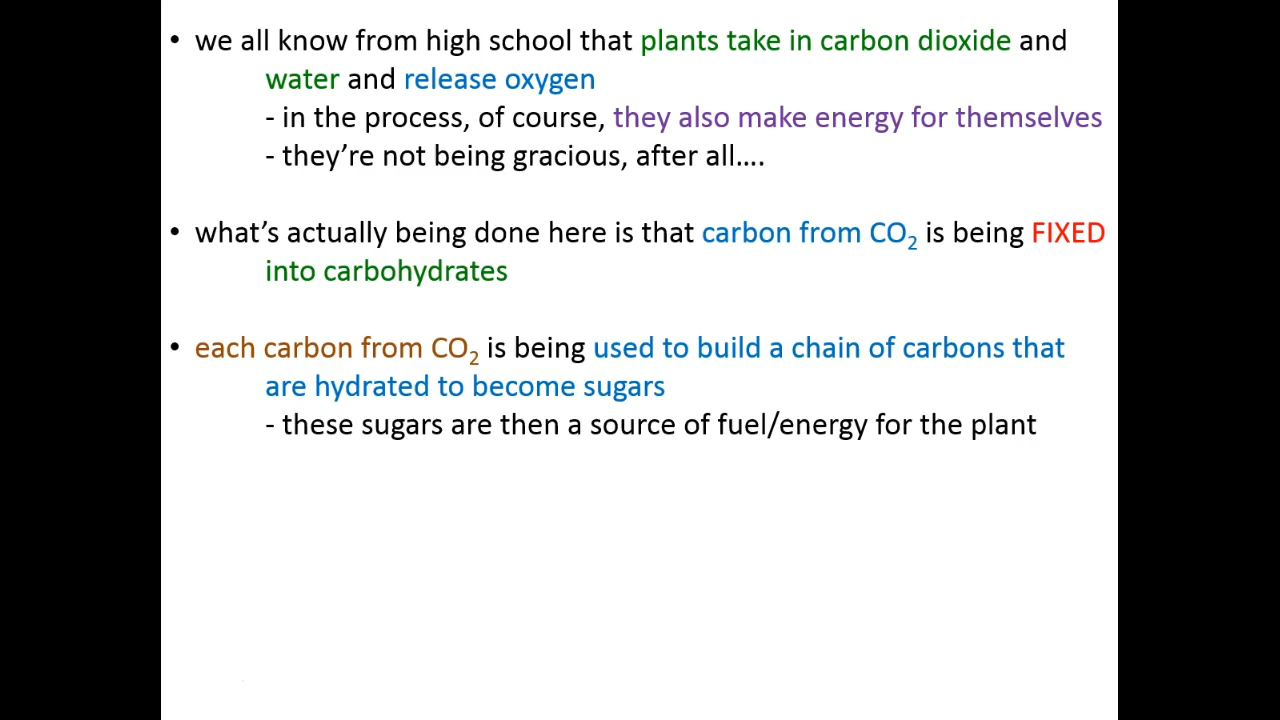 • we all know from high school that plants take in carbon dioxide and
water and release oxygen
- in the process, of course, they also make energy for themselves
- they’re not being gracious, after all….
• what’s actually being done here is that carbon from CO₂ is being FIXED
into carbohydrates
• each carbon from CO₂ is being used to build a chain of carbons that
are hydrated to become sugars
- these sugars are then a source of fuel/energy for the plant